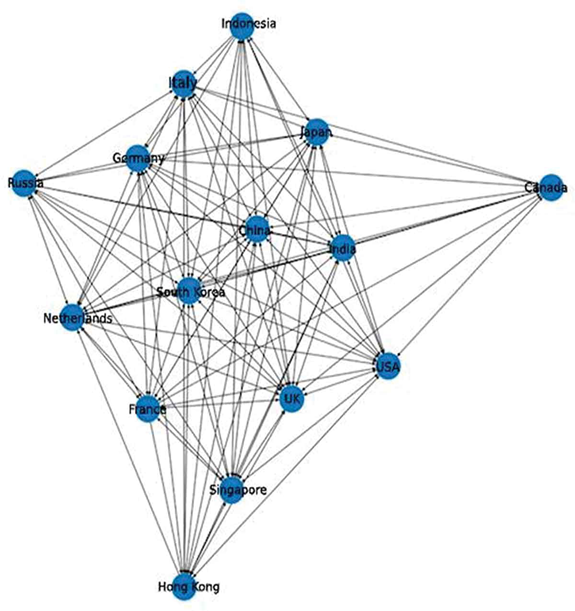 Indonesia
Italy
Japan
Germany
Russia
Canada
China
India
South Korea
Netherlands
USA
UK
France
Singapore
Hong Kong